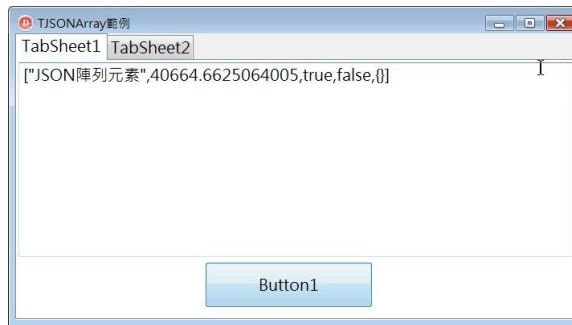 TJSONArray範例
TabSheet1 TabSheet2
["JSON陣列元素",40664.6625064005,true,false,{}]
Button1